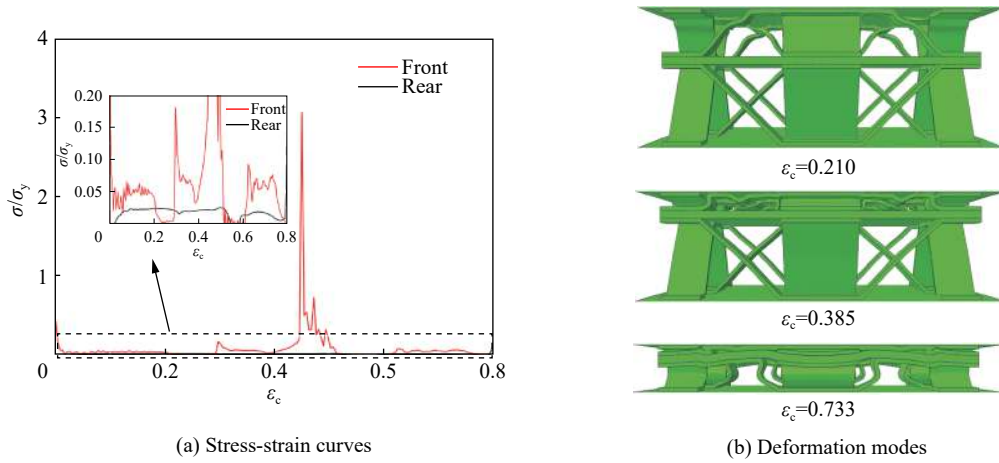 4
3
2
1
0
σ/σy
0.2
0.4
0.5
0.8
εc
Front
Rear
0.20
0.15
0.10
0.05
σ/σy
0
0.2
0.4
0.6
0.8
εc
Front
Rear
(a) Stress-strain curves
εc=0.210
εc=0.385
εc=0.733
(b) Deformation modes